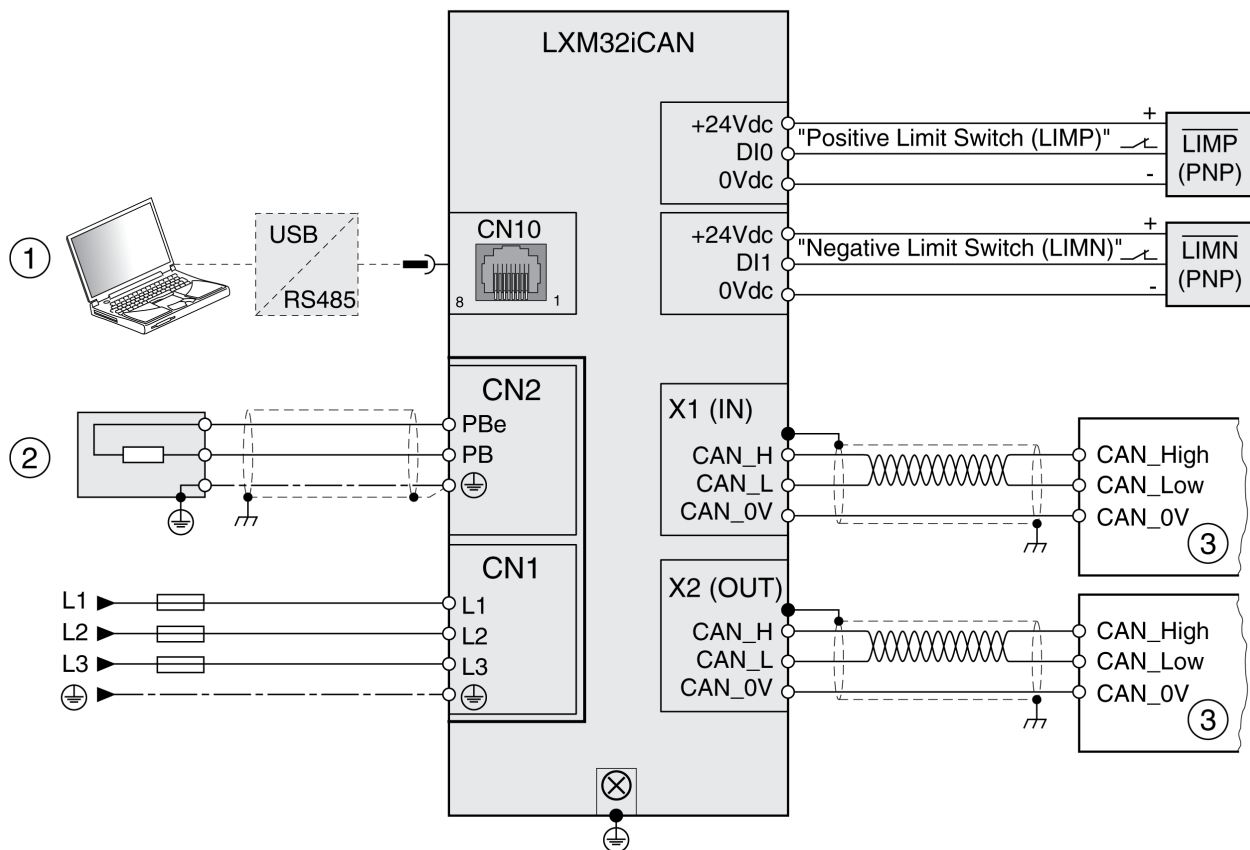 LXM32iCAN
+24Vdc
"Positive Limit Switch (LIMP)"
DI0
0Vdc
+
-
LIMP
(PNP)
CN10
8
1
+24Vdc
"Negative Limit Switch (LIMN)"
DI1
0Vdc
+
-
LIMN
(PNP)
1
USB
RS485
2
CN2
PBe
PB
CN1
L1
L2
L3
L1
L2
L3
X1 (IN)
CAN_H
CAN_L
CAN_0V
CAN_High
CAN_Low
CAN_0V
3
X2 (OUT)
CAN_H
CAN_L
CAN_0V
CAN_High
CAN_Low
CAN_0V
3